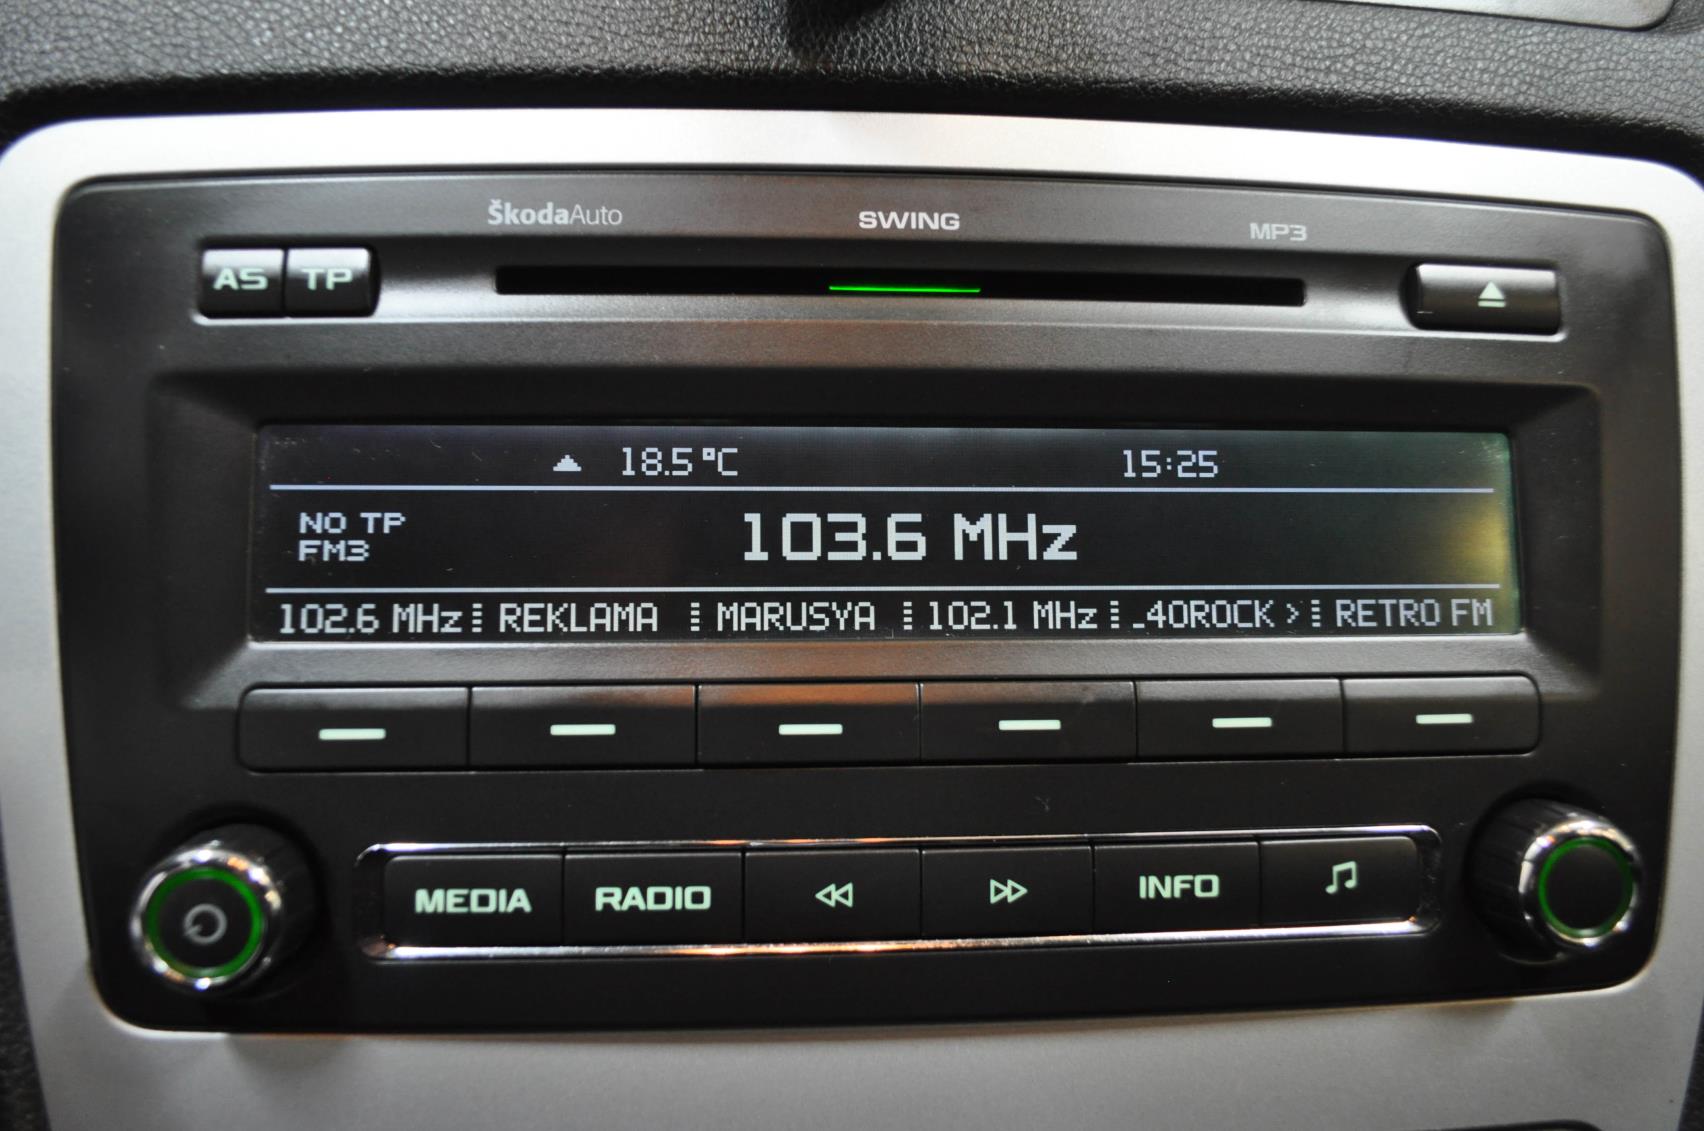 ŠkodaAuto SWING MP3
AS TP
18.5°C 15:25
NO TP
FM3
103.6 MHz
102.6 MHz REKLAMA MARUSYA 102.1 MHz _40ROCK > RETRO FM
MEDIA RADIO INFO